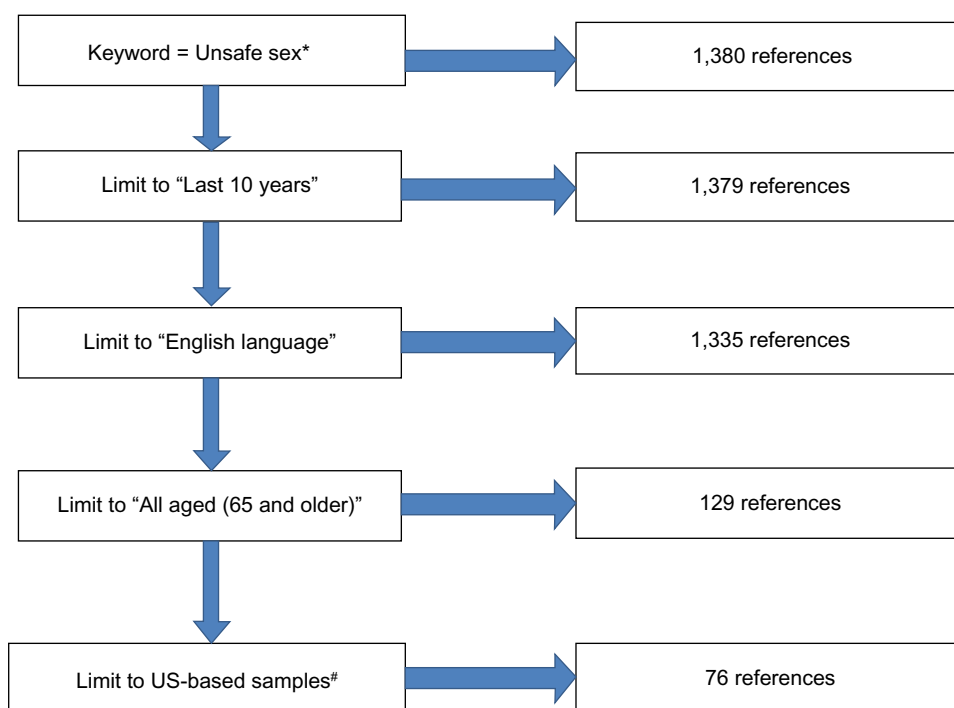 Keyword = Unsafe sex*
1,380 references
Limit to “Last 10 years”
1,379 references
Limit to “English language”
1,335 references
Limit to “All aged (65 and older)”
129 references
Limit to US-based samples#
76 references